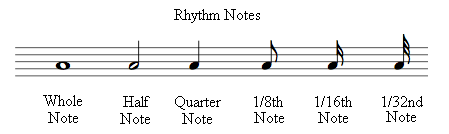 Rhythm Notes
Whole Half Quarter 1/8th 1/16th 1/32nd
Note Note Note Note Note Note